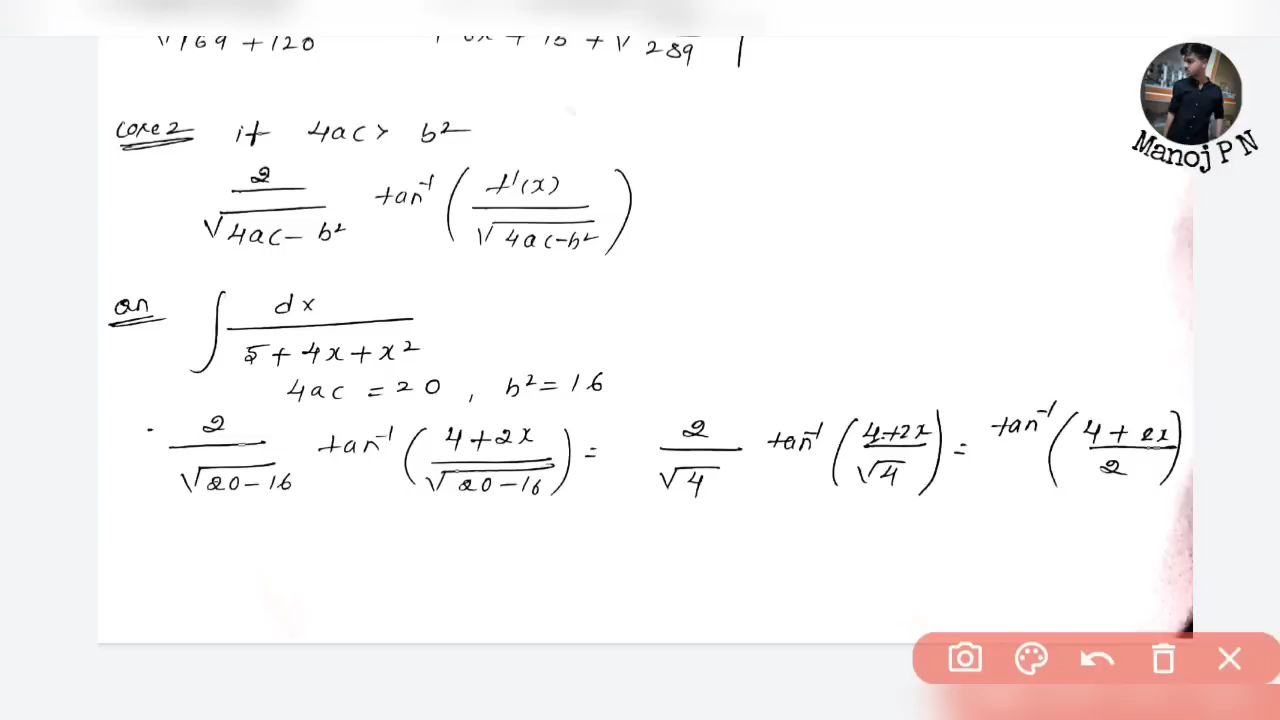 √169 + 120
289
Case 2 if 4ac > b²
2/√(4ac - b²) tan⁻¹ (f'(x)/√(4ac-b²))
Qn ∫ dx/(5 + 4x + x²)
4ac = 20, b² = 16
2/√(20-16) tan⁻¹ ((4+2x)/√(20-16)) = 2/√4 tan⁻¹ ((4+2x)/√4) = tan⁻¹ ((4+2x)/2)
Manoj P N